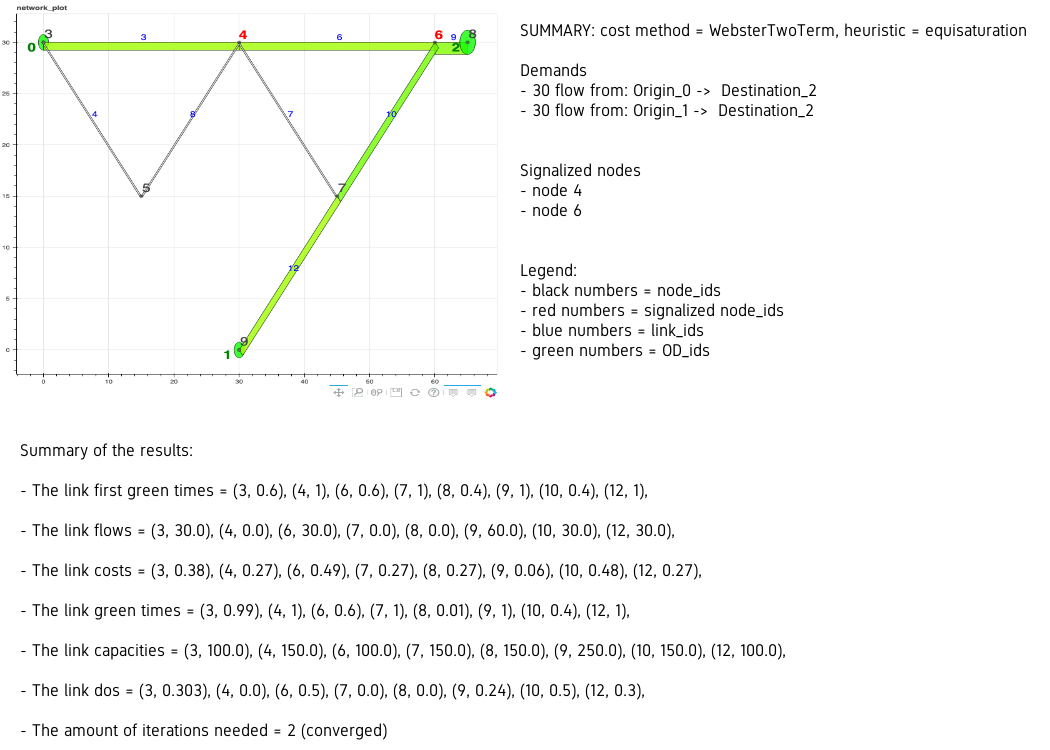 network_plot
3
3
4
6
6
9
8
0
2
30
4
8
7
10
25
20
5
7
15
12
10
5
9
1
0
0
10
20
30
40
50
60
SUMMARY: cost method = WebsterTwoTerm, heuristic = equisaturation
Demands
- 30 flow from: Origin_0 -> Destination_2
- 30 flow from: Origin_1 -> Destination_2
Signalized nodes
- node 4
- node 6
Legend:
- black numbers = node_ids
- red numbers = signalized node_ids
- blue numbers = link_ids
- green numbers = OD_ids
Summary of the results:
- The link first green times = (3, 0.6), (4, 1), (6, 0.6), (7, 1), (8, 0.4), (9, 1), (10, 0.4), (12, 1),
- The link flows = (3, 30.0), (4, 0.0), (6, 30.0), (7, 0.0), (8, 0.0), (9, 60.0), (10, 30.0), (12, 30.0),
- The link costs = (3, 0.38), (4, 0.27), (6, 0.49), (7, 0.27), (8, 0.27), (9, 0.06), (10, 0.48), (12, 0.27),
- The link green times = (3, 0.99), (4, 1), (6, 0.6), (7, 1), (8, 0.01), (9, 1), (10, 0.4), (12, 1),
- The link capacities = (3, 100.0), (4, 150.0), (6, 100.0), (7, 150.0), (8, 150.0), (9, 250.0), (10, 150.0), (12, 100.0),
- The link dos = (3, 0.303), (4, 0.0), (6, 0.5), (7, 0.0), (8, 0.0), (9, 0.24), (10, 0.5), (12, 0.3),
- The amount of iterations needed = 2 (converged)